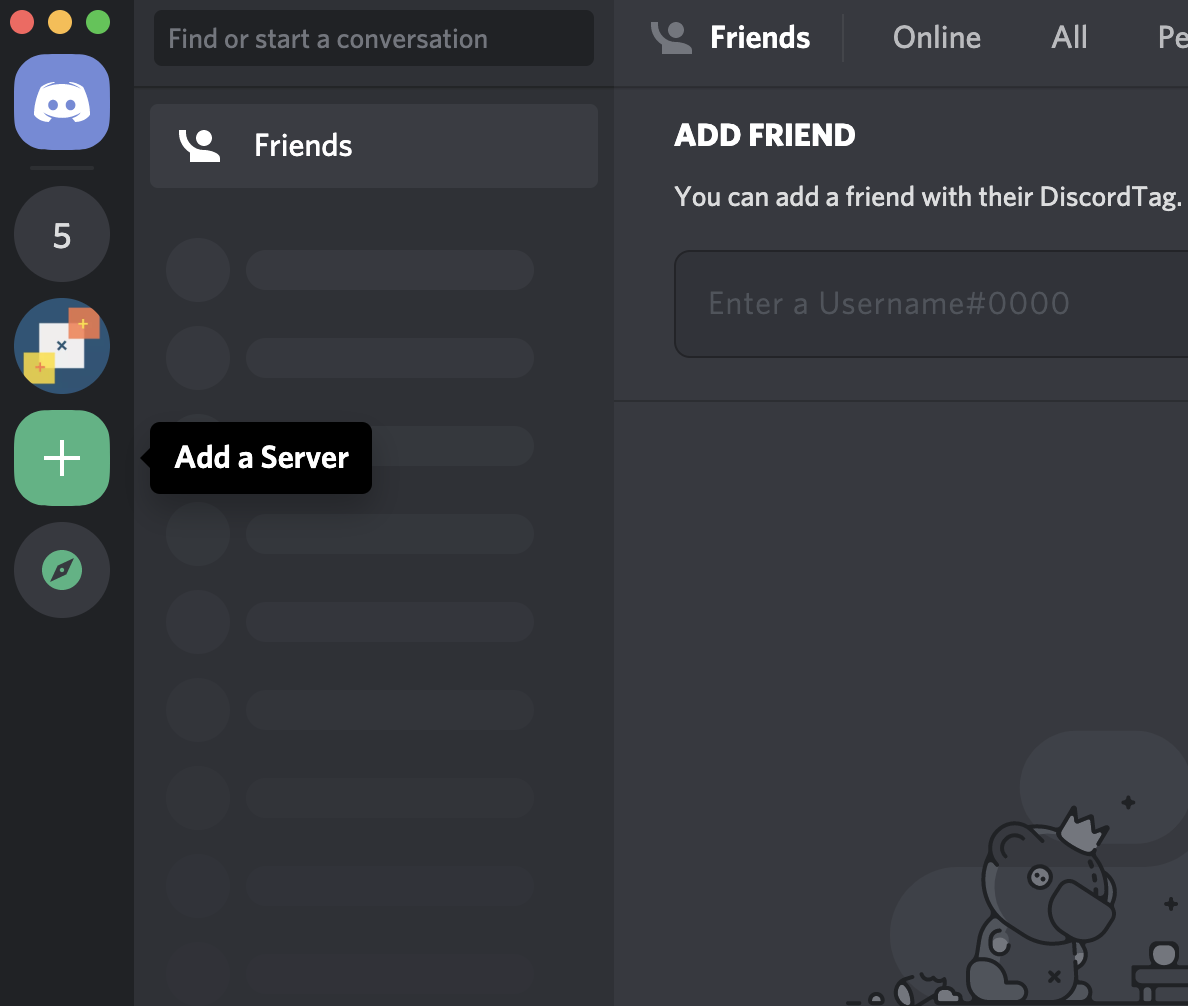 Find or start a conversation
Friends
Online
All
Pe
5
Friends
ADD FRIEND
You can add a friend with their DiscordTag.
Enter a Username#0000
Add a Server